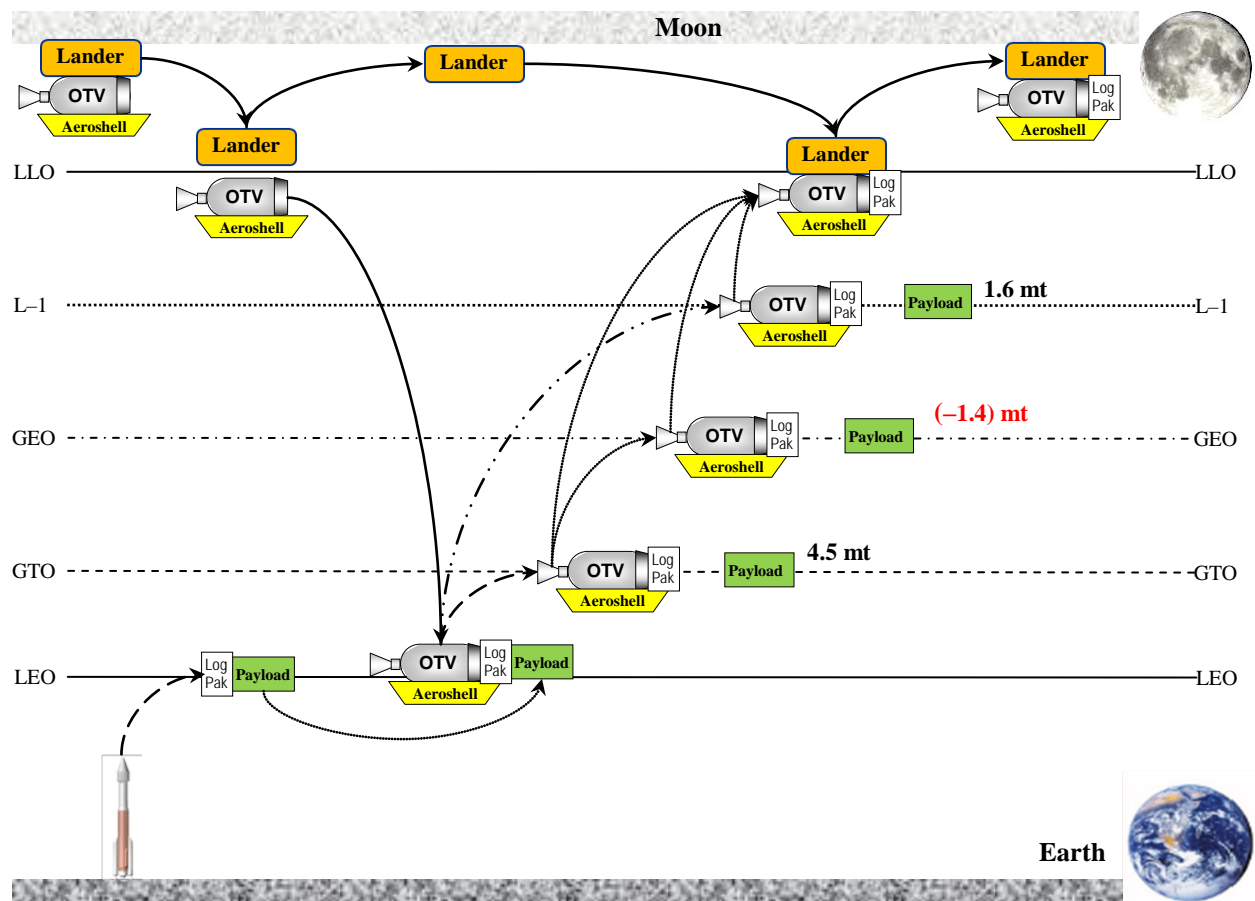 Moon
Lander
Lander
Lander
OTV
Aeroshell
OTV
Log
Pak
Aeroshell
Lander
Lander
LLO
LLO
OTV
Aeroshell
OTV
Log
Pak
Aeroshell
L–1
OTV
Log
Pak
Aeroshell
Payload
1.6 mt
L–1
GEO
OTV
Log
Pak
Aeroshell
Payload
(–1.4) mt
GEO
GTO
OTV
Log
Pak
Aeroshell
Payload
4.5 mt
GTO
LEO
Log
Pak
Payload
OTV
Log
Pak
Payload
Aeroshell
LEO
Earth